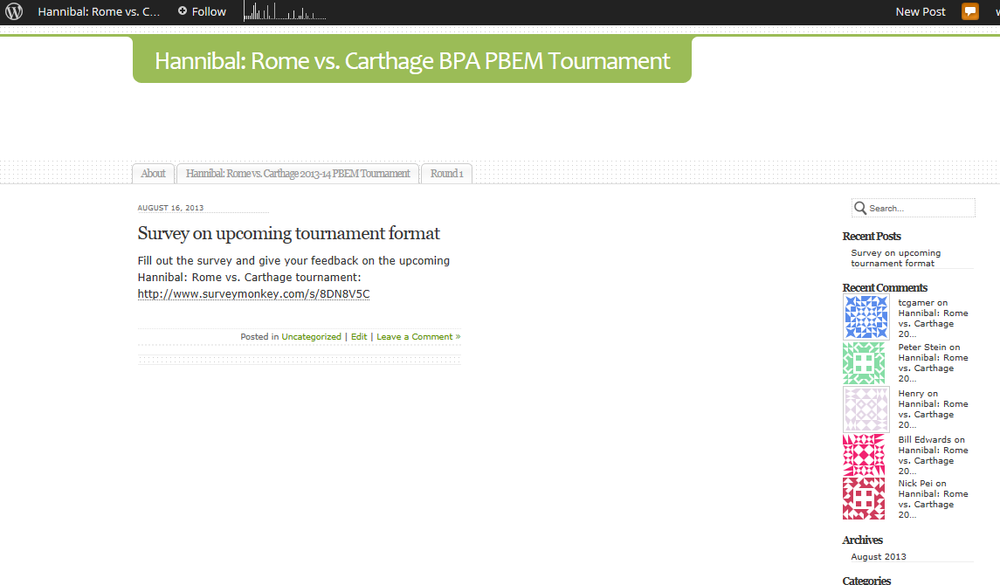 Hannibal: Rome vs. C... Follow New Post
Hannibal: Rome vs. Carthage BPA PBEM Tournament
About Hannibal: Rome vs. Carthage 2013-14 PBEM Tournament Round 1
AUGUST 16, 2013
Survey on upcoming tournament format
Fill out the survey and give your feedback on the upcoming
Hannibal: Rome vs. Carthage tournament:
http://www.surveymonkey.com/s/8DN8V5C
Posted in Uncategorized | Edit | Leave a Comment »
Search...
Recent Posts
Survey on upcoming
tournament format
Recent Comments
tcgamer on
Hannibal: Rome
vs. Carthage
20...
Peter Stein on
Hannibal: Rome
vs. Carthage
20...
Henry on
Hannibal: Rome
vs. Carthage
20...
Bill Edwards on
Hannibal: Rome
vs. Carthage
20...
Nick Pei on
Hannibal: Rome
vs. Carthage
20...
Archives
August 2013
Categories